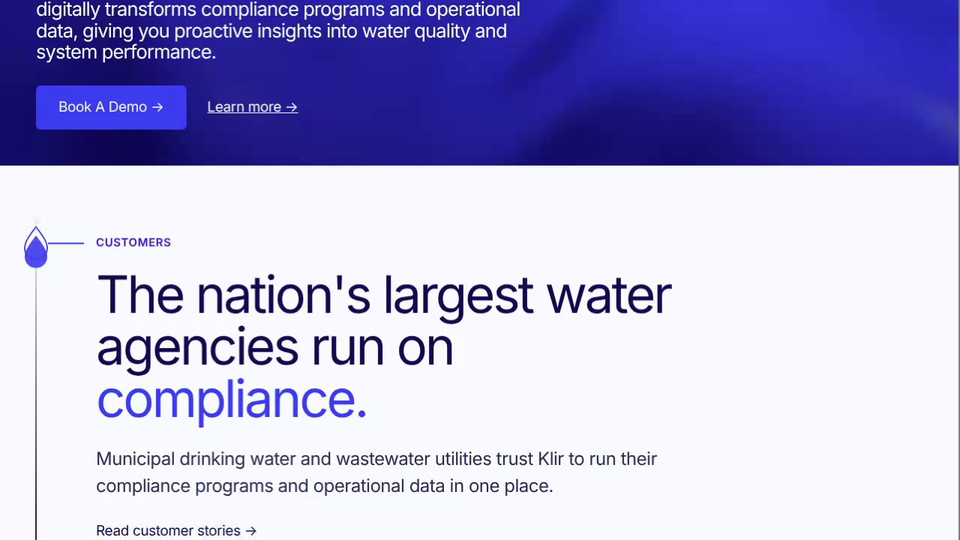 digitally transforms compliance programs and operational
data, giving you proactive insights into water quality and
system performance.
Book A Demo →
Learn more →
CUSTOMERS
The nation's largest water
agencies run on
compliance.
Municipal drinking water and wastewater utilities trust Klir to run their
compliance programs and operational data in one place.
Read customer stories →